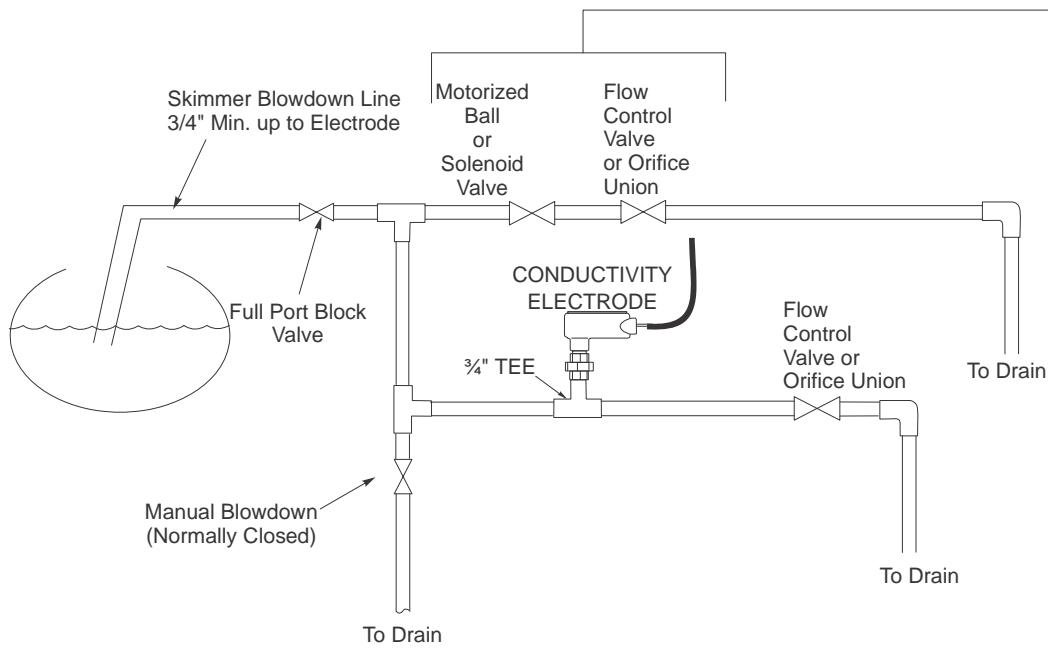 Skimmer Blowdown Line
3/4" Min. up to Electrode
Motorized
Ball
or
Solenoid
Valve
Flow
Control
Valve
or Orifice
Union
Full Port Block
Valve
CONDUCTIVITY
ELECTRODE
¾" TEE
Flow
Control
Valve or
Orifice Union
To Drain
Manual Blowdown
(Normally Closed)
To Drain
To Drain